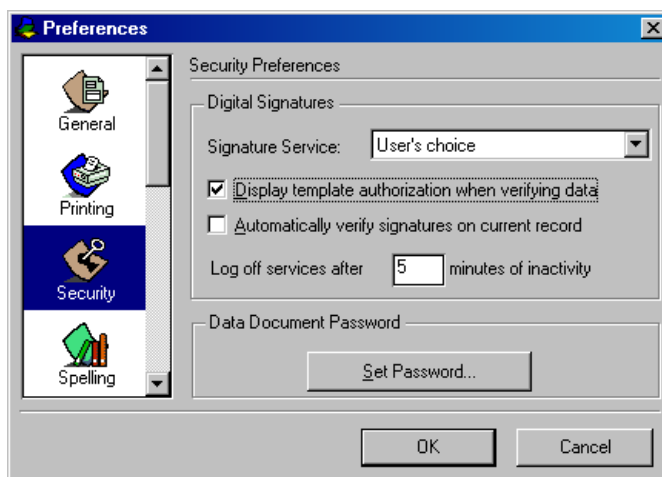 Preferences
Security Preferences
General
Printing
Security
Spelling
Digital Signatures
Signature Service: User's choice
Display template authorization when verifying data
Automatically verify signatures on current record
Log off services after 5 minutes of inactivity
Data Document Password
Set Password...
OK Cancel